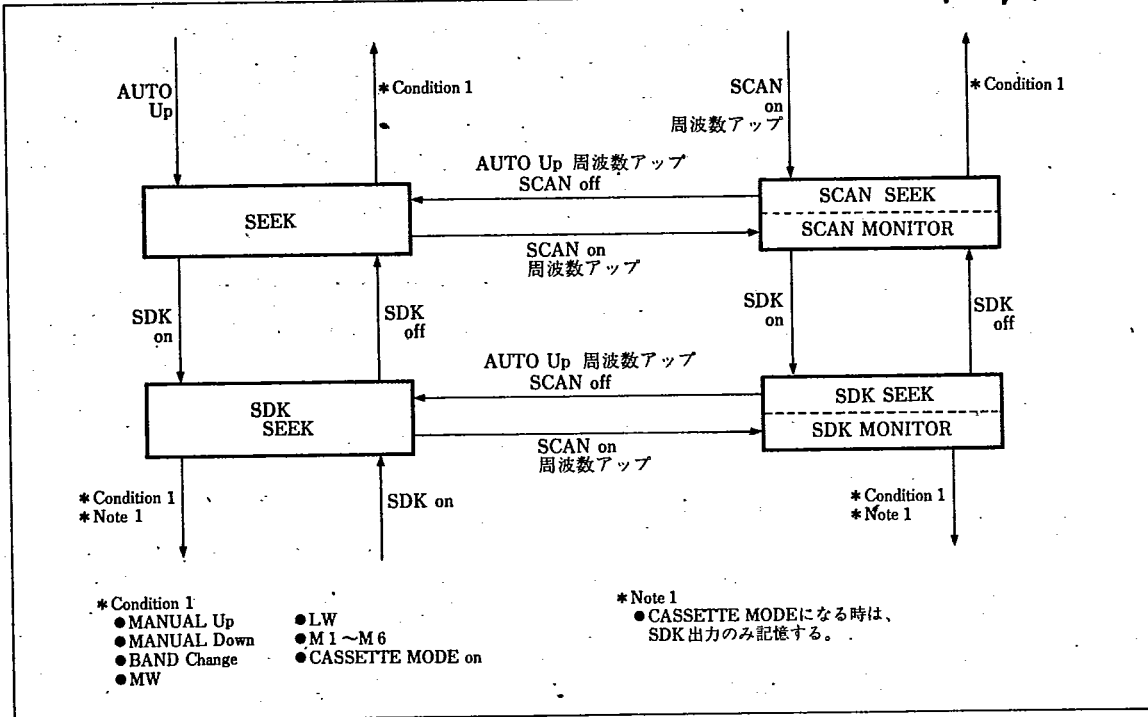 AUTO
Up
*Condition 1
SCAN
on
周波数アップ
*Condition 1
AUTO Up 周波数アップ
SCAN off
SEEK
SCAN SEEK
SCAN MONITOR
SCAN on
周波数アップ
SDK
on
SDK
off
SDK
on
SDK
off
AUTO Up 周波数アップ
SCAN off
SDK
SEEK
SDK SEEK
SDK MONITOR
SCAN on
周波数アップ
*Condition 1
*Note 1
SDK on
*Condition 1
*Note 1
*Condition 1
●MANUAL Up
●MANUAL Down
●BAND Change
●MW
●LW
●M1～M6
●CASSETTE MODE on
*Note 1
●CASSETTE MODEになる時は、
SDK出力のみ記憶する。